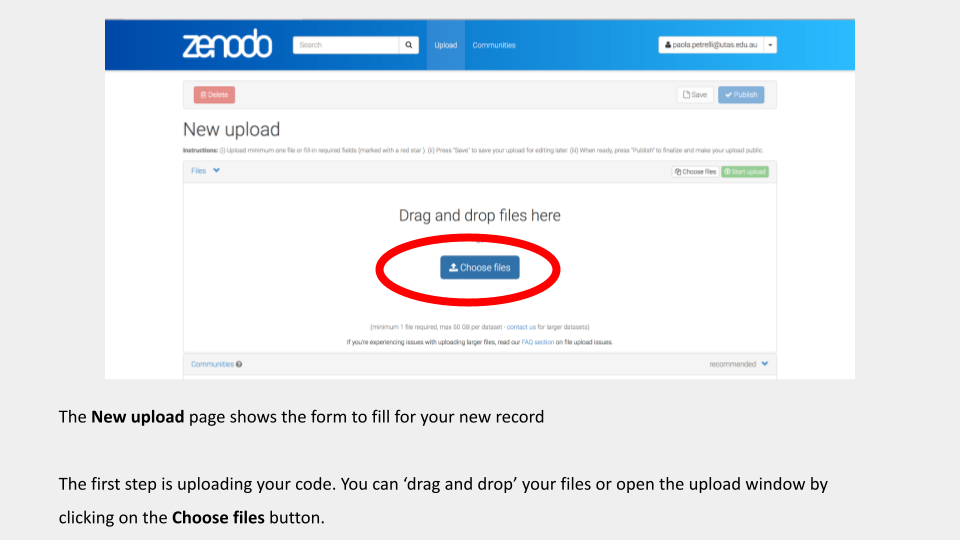 zenodo
Search
Upload
Communities
paola.petrelli@utas.edu.au
Delete
Save
Publish
New upload
Instructions: (i) Upload minimum one file or fill-in required fields (marked with a red star ). (ii) Press "Save" to save your upload for editing later. (iii) When ready, press "Publish" to finalize and make your upload public.
Files
Choose files
Start upload
Drag and drop files here
Choose files
(minimum 1 file required, max 50 GB per dataset - contact us for larger datasets)
If you're experiencing issues with uploading larger files, read our FAQ section on file upload issues.
Communities
recommended
The New upload page shows the form to fill for your new record
The first step is uploading your code. You can ‘drag and drop’ your files or open the upload window by
clicking on the Choose files button.